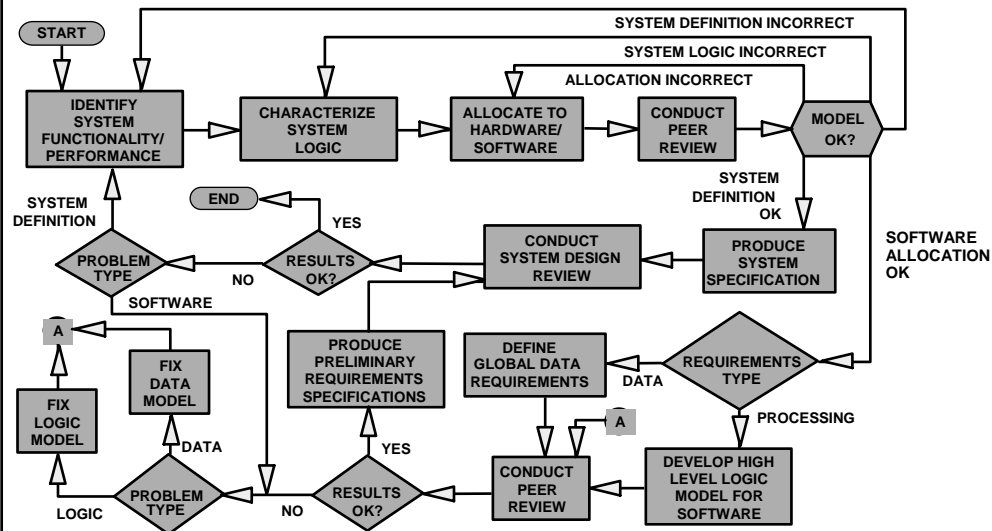 SYSTEM DEFINITION INCORRECT
START
SYSTEM LOGIC INCORRECT
ALLOCATION INCORRECT
IDENTIFY
SYSTEM
FUNCTIONALITY/
PERFORMANCE
CHARACTERIZE
SYSTEM
LOGIC
ALLOCATE TO
HARDWARE/
SOFTWARE
CONDUCT
PEER
REVIEW
MODEL
OK?
SYSTEM
DEFINITION
OK
SOFTWARE
ALLOCATION
OK
SYSTEM
DEFINITION
END
YES
PROBLEM
TYPE
NO
RESULTS
OK?
CONDUCT
SYSTEM DESIGN
REVIEW
PRODUCE
SYSTEM
SPECIFICATION
SOFTWARE
A
FIX
DATA
MODEL
PRODUCE
PRELIMINARY
REQUIREMENTS
SPECIFICATIONS
DEFINE
GLOBAL DATA
REQUIREMENTS
DATA
REQUIREMENTS
TYPE
PROCESSING
FIX
LOGIC
MODEL
DATA
YES
A
LOGIC
PROBLEM
TYPE
NO
RESULTS
OK?
CONDUCT
PEER
REVIEW
DEVELOP HIGH
LEVEL LOGIC
MODEL FOR
SOFTWARE